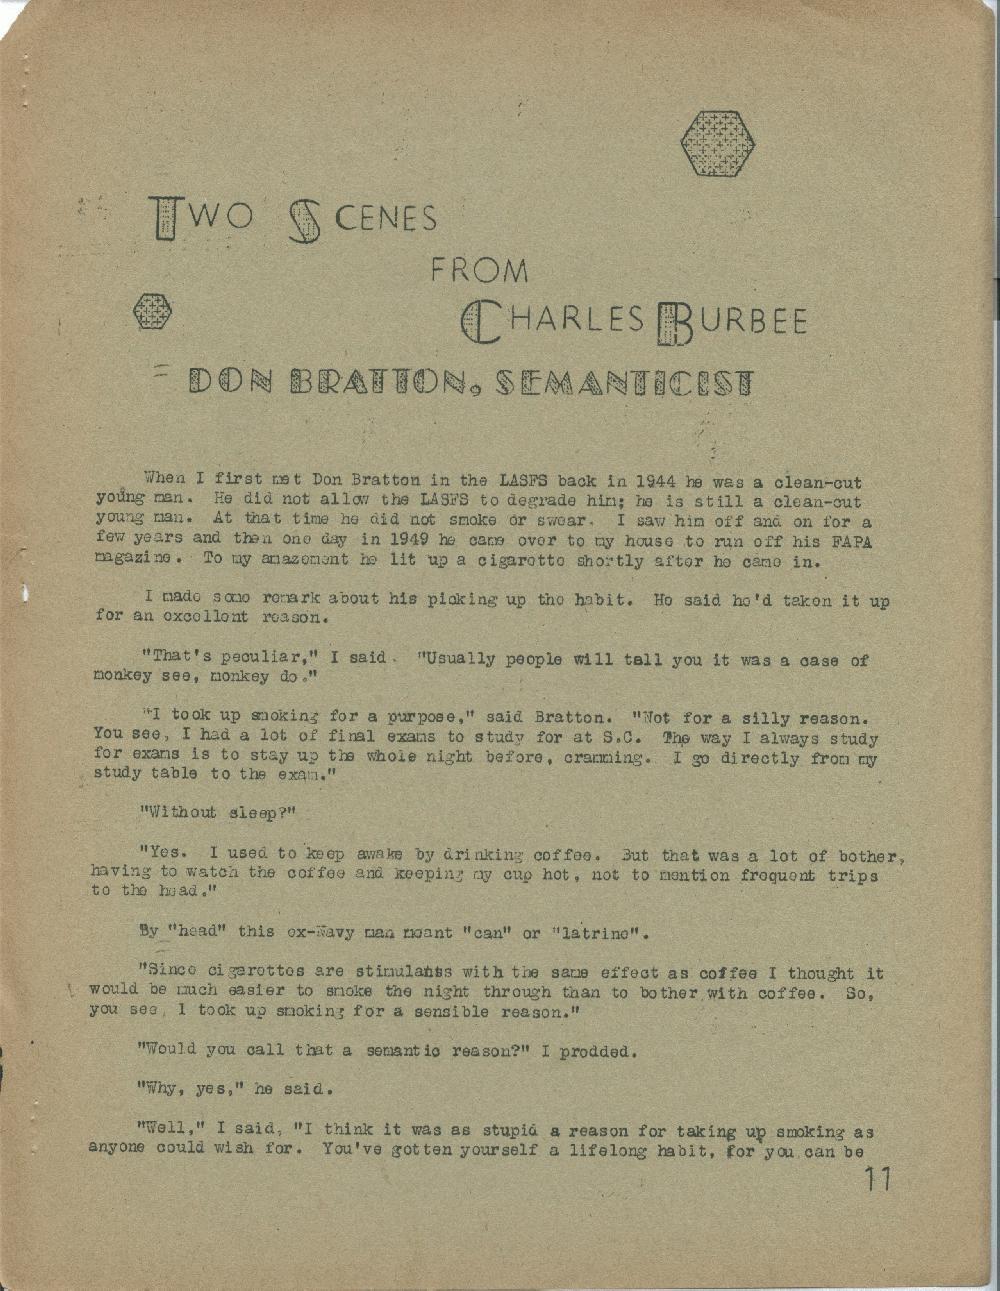 TWO SCENES
FROM
CHARLES BURBEE
DON BRATTON, SEMANTICIST
When I first met Don Bratton in the LASFS back in 1944 he was a clean-cut
young man. He did not allow the LASFS to degrade him; he is still a clean-cut
young man. At that time he did not smoke or swear. I saw him off and on for a
few years and then one day in 1949 he came over to my house to run off his FAPA
magazine. To my amazement he lit up a cigarette shortly after he came in.
I made some remark about his picking up the habit. He said he'd taken it up
for an excellent reason.
"That's peculiar," I said. "Usually people will tell you it was a case of
monkey see, monkey do."
"I took up smoking for a purpose," said Bratton. "Not for a silly reason.
You see, I had a lot of final exams to study for at S.C. The way I always study
for exams is to stay up the whole night before, cramming. I go directly from my
study table to the exam."
"Without sleep?"
"Yes. I used to keep awake by drinking coffee. But that was a lot of bother,
having to watch the coffee and keeping my cup hot, not to mention frequent trips
to the head."
By "head" this ex-Navy man meant "can" or "latrine".
"Since cigarettes are stimulants with the same effect as coffee I thought it
would be much easier to smoke the night through than to bother with coffee. So,
you see, I took up smoking for a sensible reason."
"Would you call that a semantic reason?" I prodded.
"Why, yes," he said.
"Well," I said, "I think it was as stupid a reason for taking up smoking as
anyone could wish for. You've gotten yourself a lifelong habit, for you can be
11